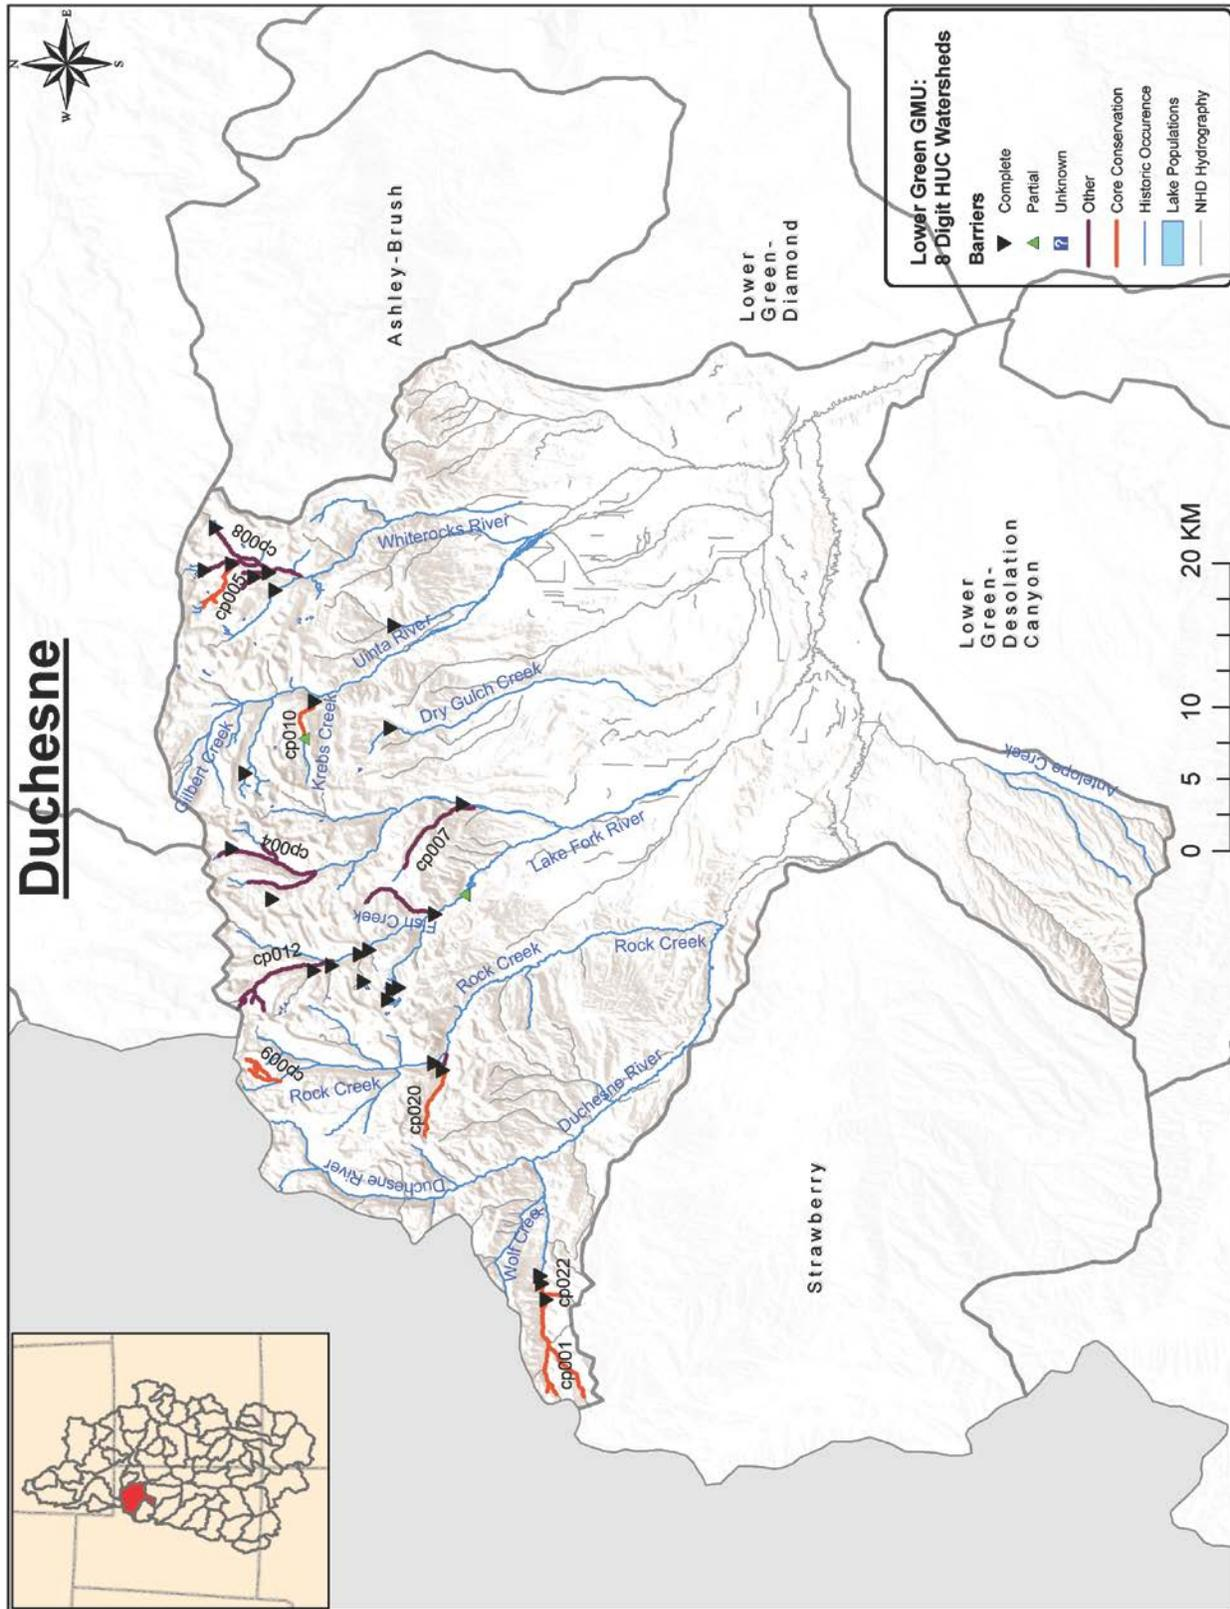 Duchesne
N
E
S
W
Ashley-Brush
Lower
Green-
Diamond
Lower
Green-
Desolation
Canyon
Strawberry
cp008
cp005
Whiterocks River
Uinta River
Dry Gulch Creek
Gilbert Creek
cp010
Krebs Creek
cp004
cp007
Lake Fork River
Fish Creek
cp012
Rock Creek
Rock Creek
cp009
Rock Creek
cp020
Duchesne River
Duchesne River
Wolf Creek
cp022
cp001
Antelope Creek
0 5 10 20 KM
Lower Green GMU:
8 Digit HUC Watersheds
Barriers
Complete
Partial
? Unknown
Other
Core Conservation
Historic Occurence
Lake Populations
NHD Hydrography